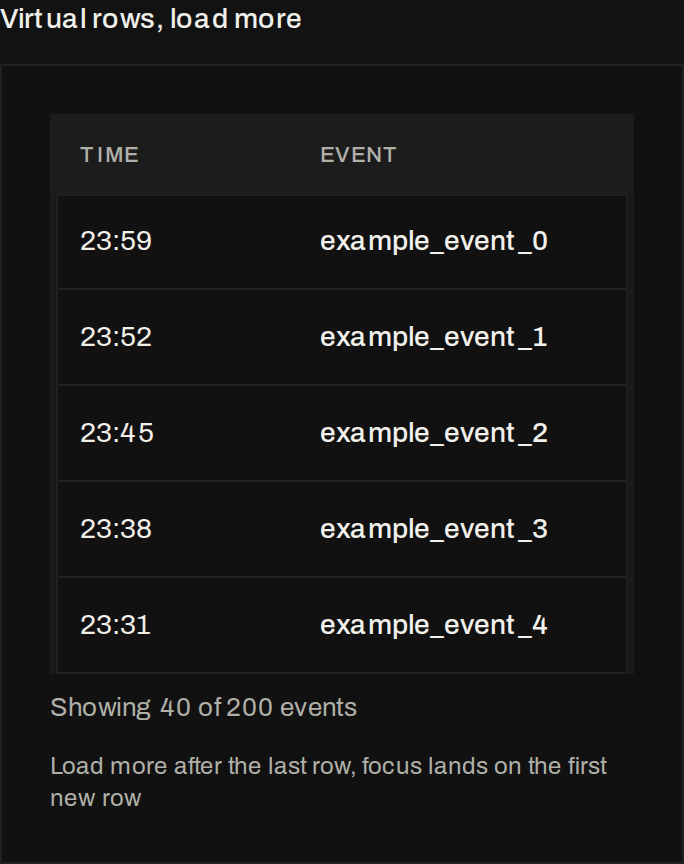 Virtual rows, load more
TIME EVENT
23:59 example_event_0
23:52 example_event_1
23:45 example_event_2
23:38 example_event_3
23:31 example_event_4
Showing 40 of 200 events
Load more after the last row, focus lands on the first
new row